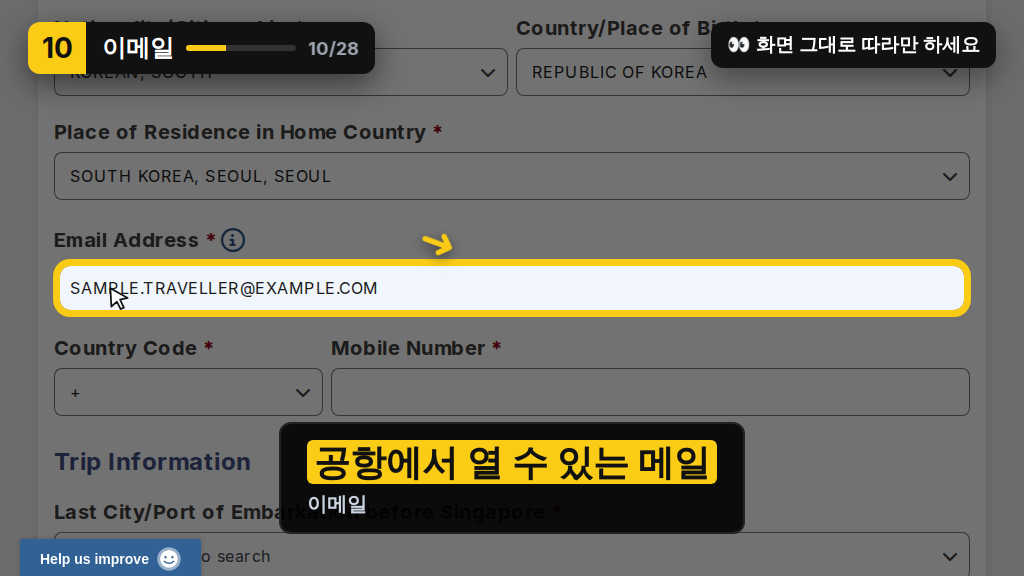 10 이메일 10/28
👀 화면 그대로 따라만 하세요
Country/Place of Birth
KOREAN, SOUTH
REPUBLIC OF KOREA
Place of Residence in Home Country *
SOUTH KOREA, SEOUL, SEOUL
Email Address *
SAMPLE.TRAVELLER@EXAMPLE.COM
Country Code *
Mobile Number *
+
공항에서 열 수 있는 메일
이메일
Trip Information
Last City/Port of Embarkation before Singapore *
o search
Help us improve